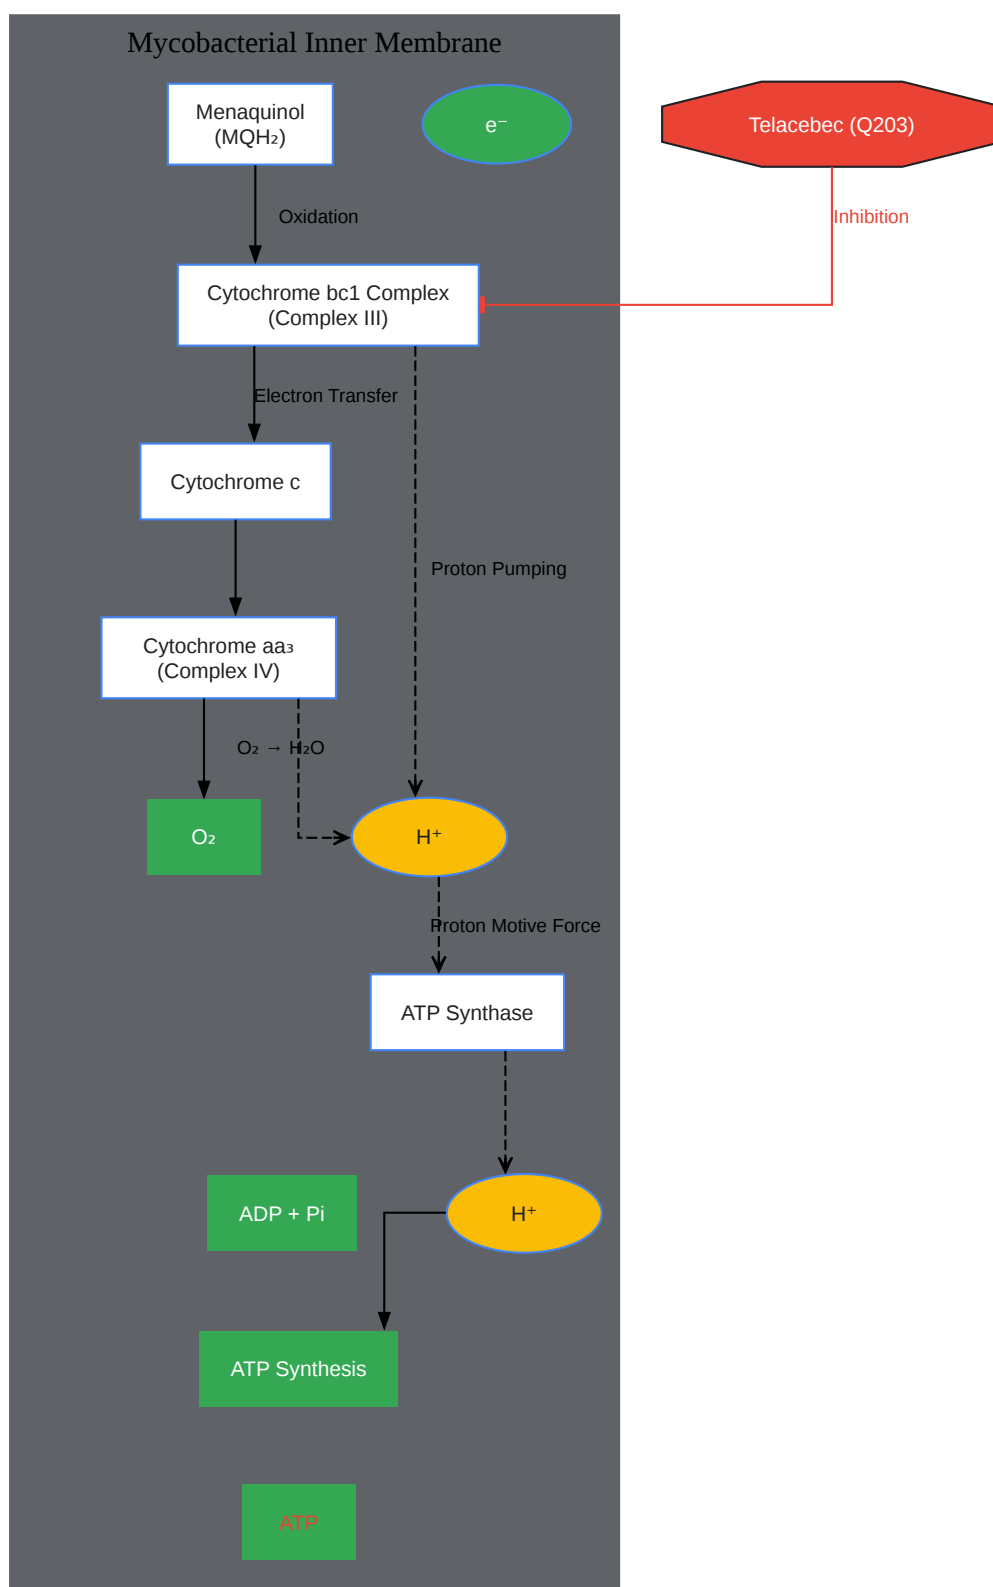 Mycobacterial Inner Membrane
Menaquinol
(MQH₂)
e⁻
Telacebec (Q203)
Oxidation
Inhibition
Cytochrome bc1 Complex
(Complex III)
Electron Transfer
Cytochrome c
Proton Pumping
Cytochrome aa₃
(Complex IV)
O₂ → H₂O
O₂
H⁺
Proton Motive Force
ATP Synthase
ADP + Pi
H⁺
ATP Synthesis
ATP